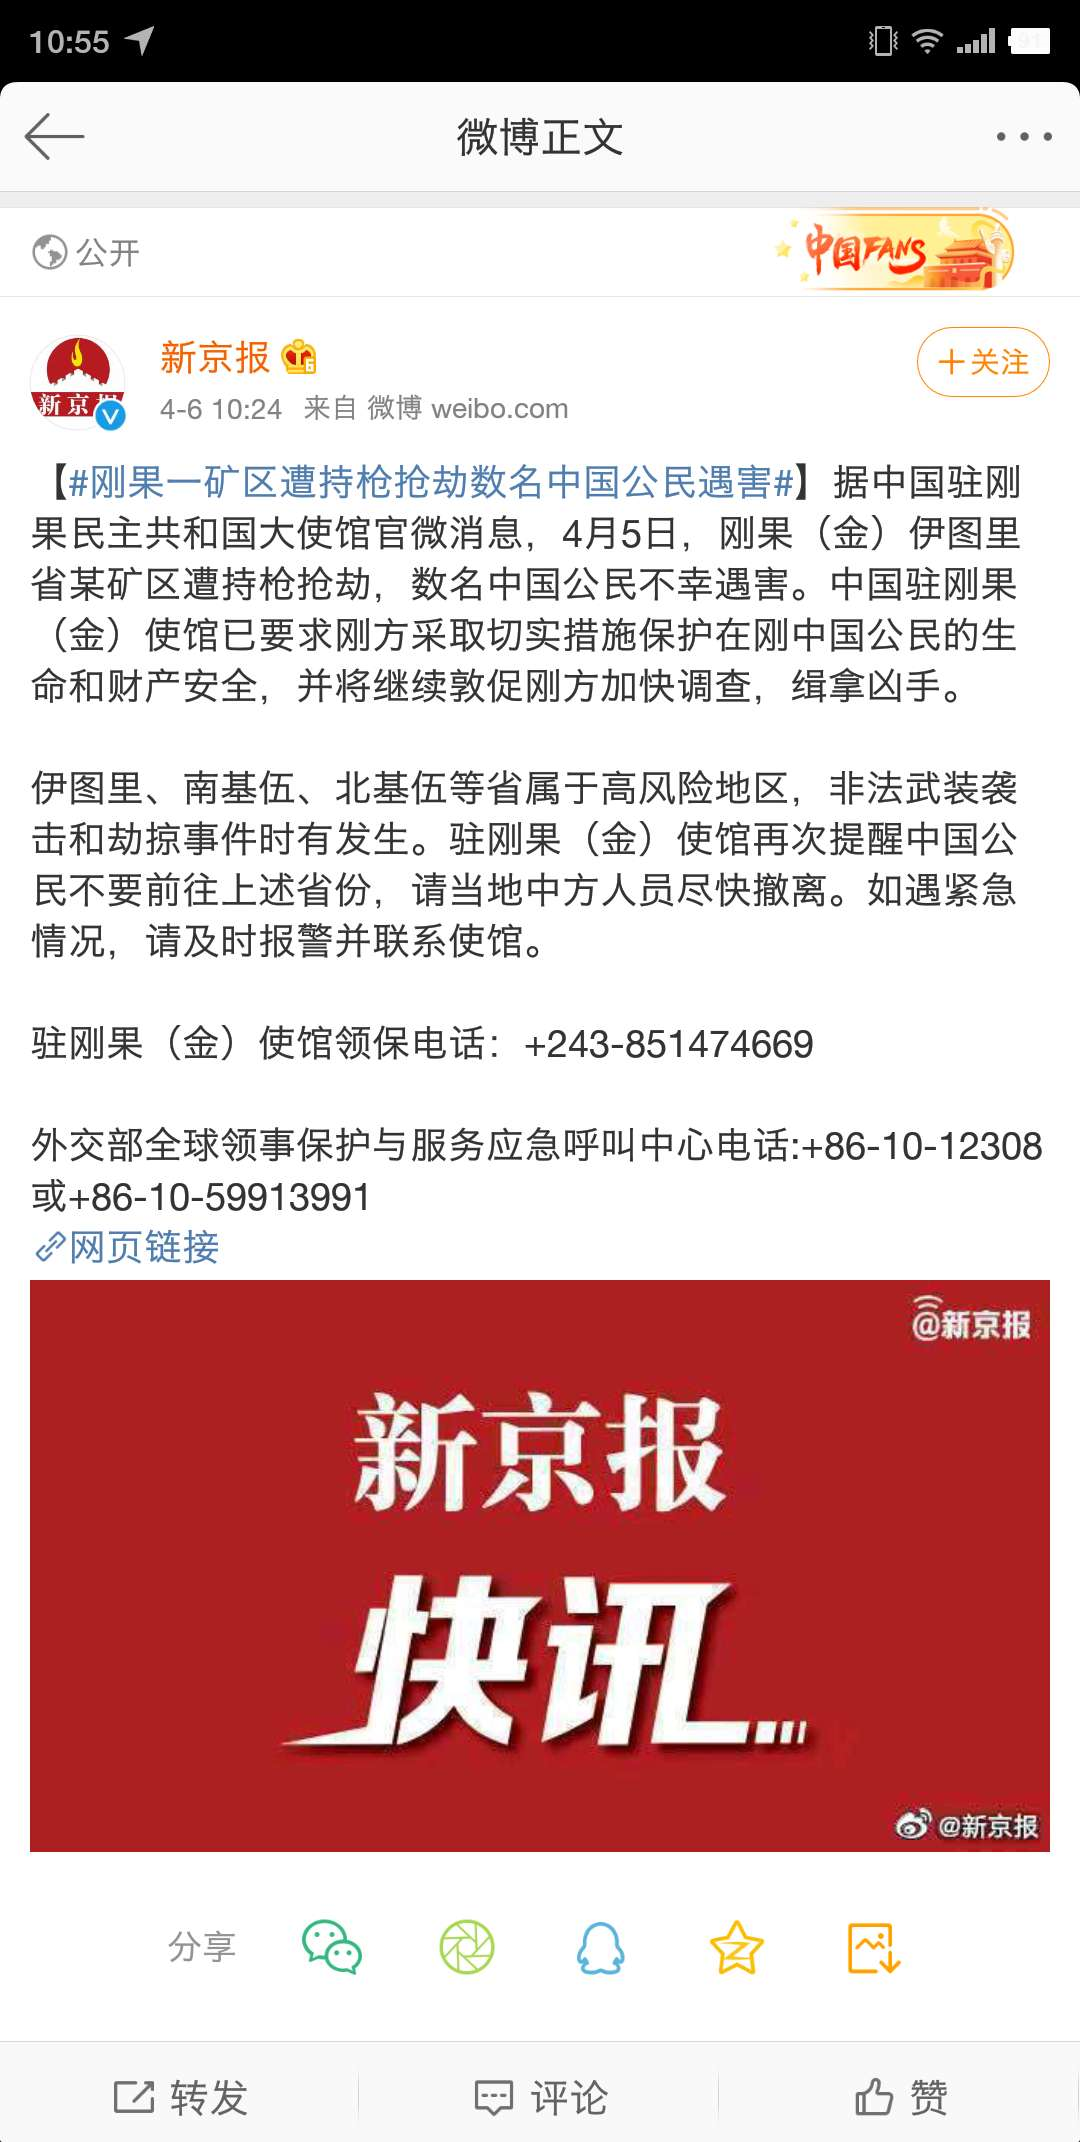 10:55
微博正文
公开
中国FANS
新京报
4-6 10:24 来自 微博 weibo.com
+关注
新京报
【#刚果一矿区遭持枪抢劫数名中国公民遇害#】据中国驻刚
果民主共和国大使馆官微消息，4月5日，刚果（金）伊图里
省某矿区遭持枪抢劫，数名中国公民不幸遇害。中国驻刚果
（金）使馆已要求刚方采取切实措施保护在刚中国公民的生
命和财产安全，并将继续敦促刚方加快调查，缉拿凶手。
伊图里、南基伍、北基伍等省属于高风险地区，非法武装袭
击和劫掠事件时有发生。驻刚果（金）使馆再次提醒中国公
民不要前往上述省份，请当地中方人员尽快撤离。如遇紧急
情况，请及时报警并联系使馆。
驻刚果（金）使馆领保电话：+243-851474669
外交部全球领事保护与服务应急呼叫中心电话:+86-10-12308
或+86-10-59913991
网页链接
@新京报
新京报
快讯...
@新京报
分享
转发
评论
赞